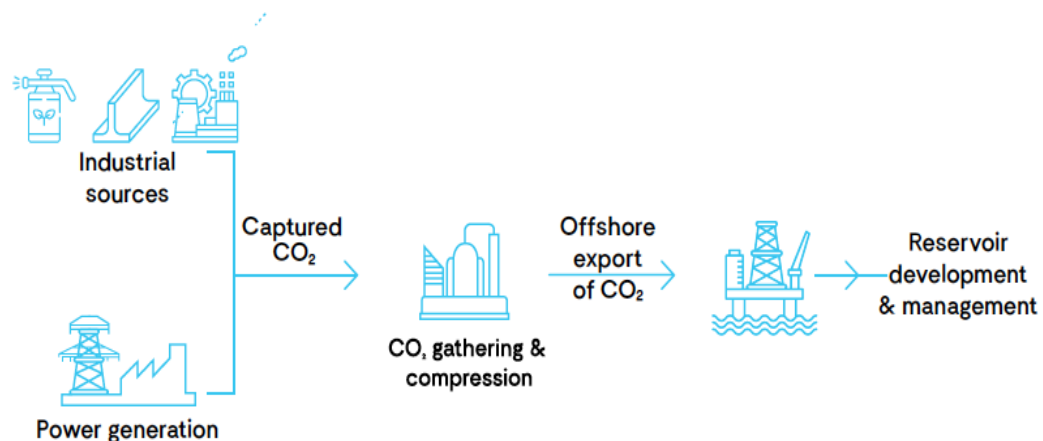 Industrial
sources
Captured
CO₂
Offshore
export
of CO₂
Reservoir
development
& management
CO₂ gathering &
compression
Power generation